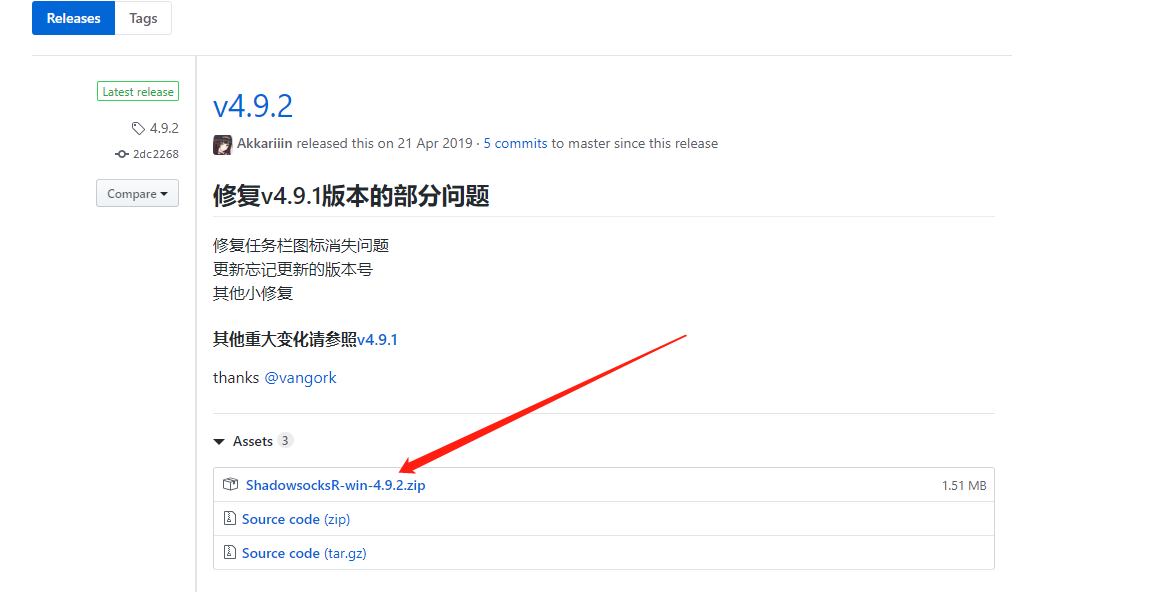 Releases Tags
Latest release
4.9.2
2dc2268
Compare
v4.9.2
Akkariiin released this on 21 Apr 2019 · 5 commits to master since this release
修复v4.9.1版本的部分问题
修复任务栏图标消失问题
更新忘记更新的版本号
其他小修复
其他重大变化请参照v4.9.1
thanks @vangork
Assets 3
ShadowsocksR-win-4.9.2.zip 1.51 MB
Source code (zip)
Source code (tar.gz)